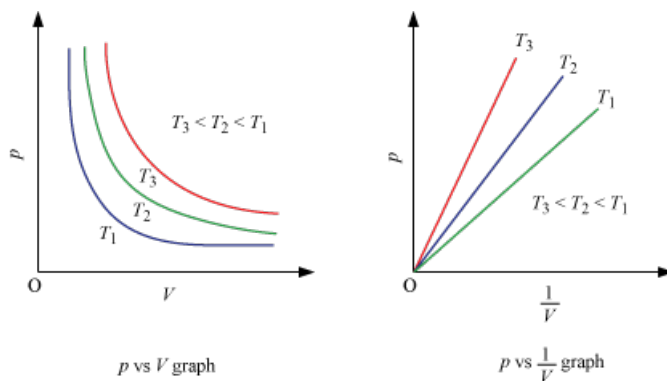 p
T3 < T2 < T1
T3
T2
T1
O
V
p vs V graph
p
T3
T2
T1
T3 < T2 < T1
O
1/V
p vs 1/V graph